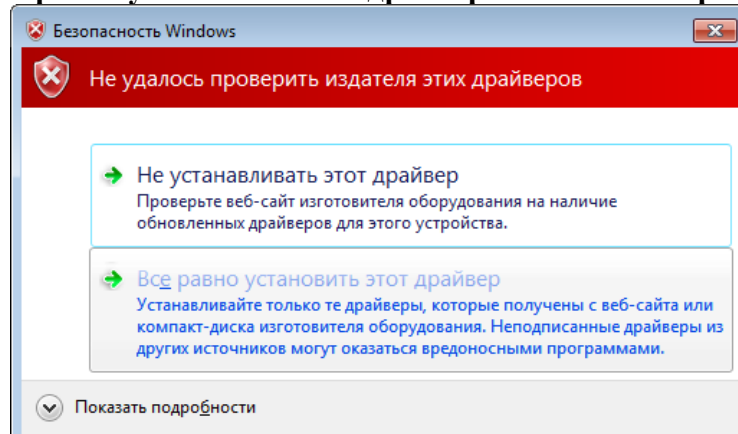 Безопасность Windows
Не удалось проверить издателя этих драйверов
Не устанавливать этот драйвер
Проверьте веб-сайт изготовителя оборудования на наличие
обновленных драйверов для этого устройства.
Все равно установить этот драйвер
Устанавливайте только те драйверы, которые получены с веб-сайта или
компакт-диска изготовителя оборудования. Неподписанные драйверы из
других источников могут оказаться вредоносными программами.
Показать подробности